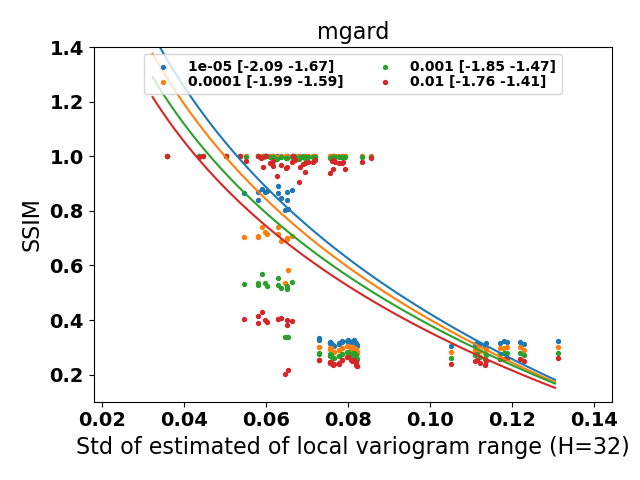 mgard
1e-05 [-2.09 -1.67]
0.0001 [-1.99 -1.59]
0.001 [-1.85 -1.47]
0.01 [-1.76 -1.41]
SSIM
1.4
1.2
1.0
0.8
0.6
0.4
0.2
0.02 0.04 0.06 0.08 0.10 0.12 0.14
Std of estimated of local variogram range (H=32)